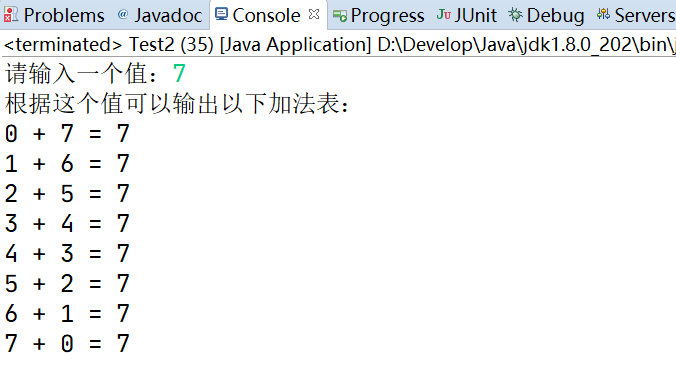 Problems @ Javadoc Console Progress JUnit Debug Servers
<terminated> Test2 (35) [Java Application] D:\Develop\Java\jdk1.8.0_202\bin\j
请输入一个值：7
根据这个值可以输出以下加法表：
0 + 7 = 7
1 + 6 = 7
2 + 5 = 7
3 + 4 = 7
4 + 3 = 7
5 + 2 = 7
6 + 1 = 7
7 + 0 = 7